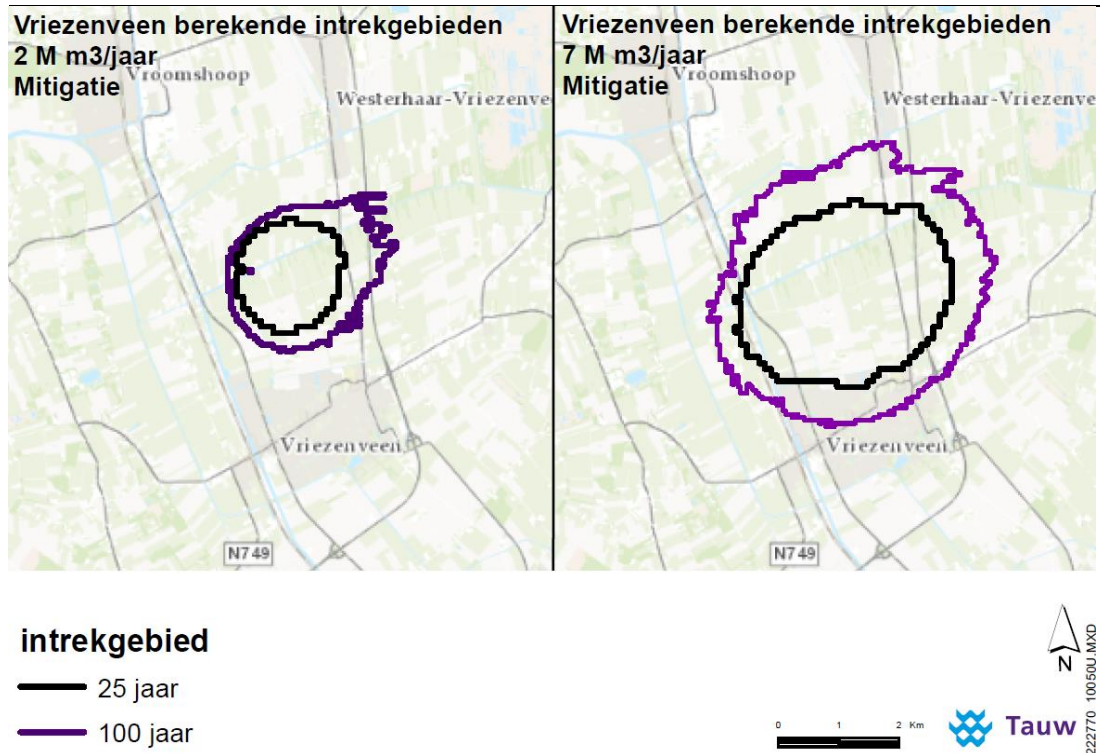 Vriezenveen berekende intrekgebieden
2 M m3/jaar
Mitigatie
Vroomshoop
Westerhaar-Vriezenve
Vriezenveen
N749
Vriezenveen berekende intrekgebieden
7 M m3/jaar
Mitigatie
Vroomshoop
Westerhaar-Vriezenve
Vriezenveen
N749
intrekgebied
25 jaar
100 jaar
0 1 2 Km
Tauw
N
2222770 10050U.MXD